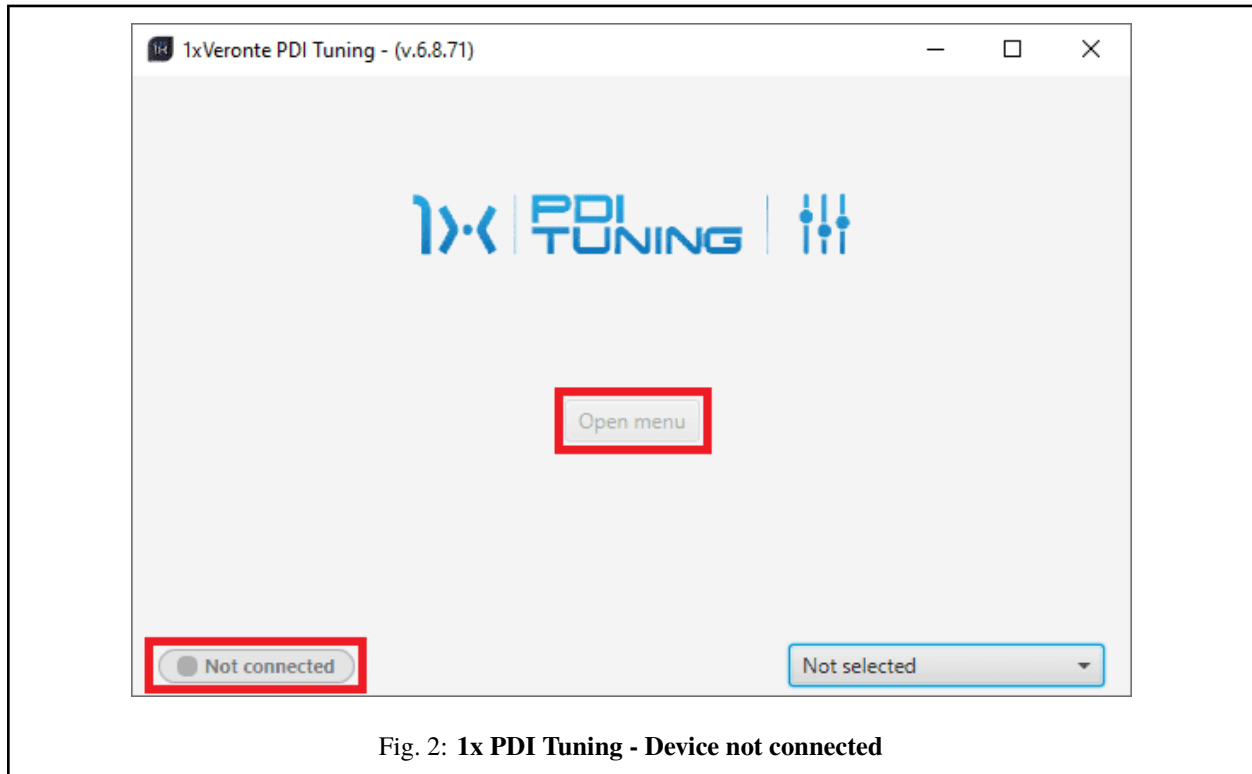 1xVeronte PDI Tuning - (v.6.8.71)
1x PDI
TUNING
Open menu
Not connected
Not selected
Fig. 2: 1x PDI Tuning - Device not connected